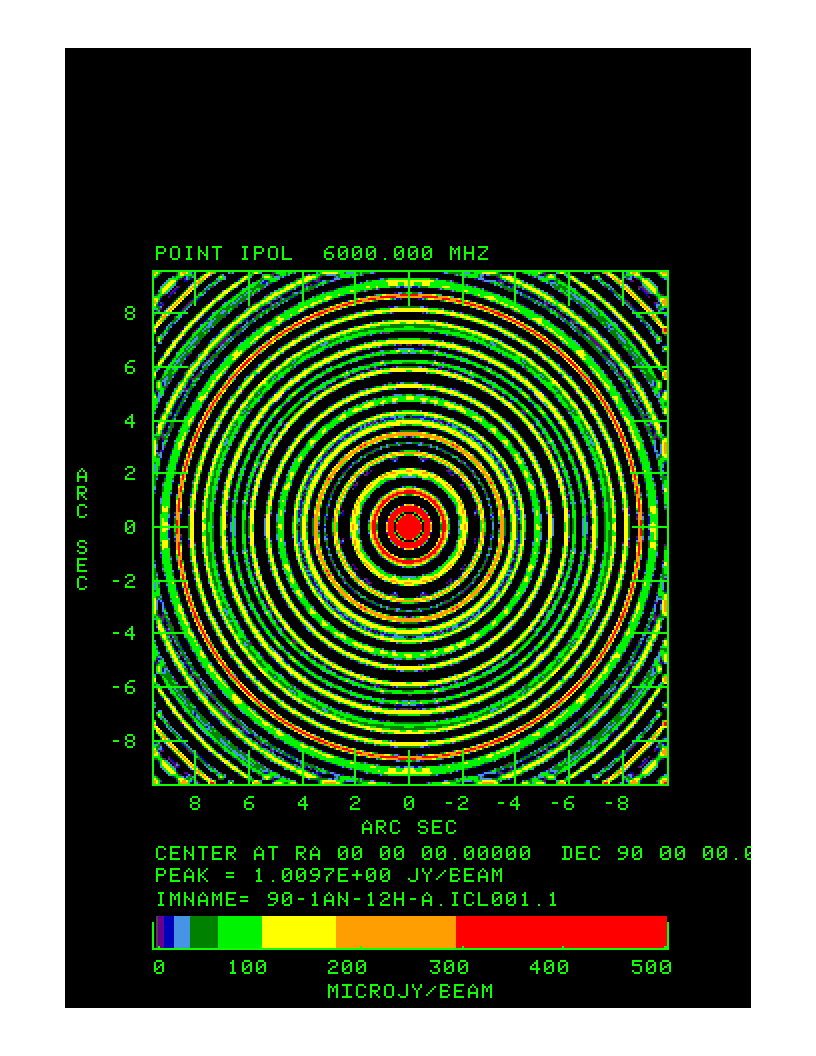 POINT IPOL 6000.000 MHZ
8
6
4
2
0
-2
-4
-6
-8
ARC SEC
8 6 4 2 0 -2 -4 -6 -8
ARC SEC
CENTER AT RA 00 00 00.00000 DEC 90 00 00.0
PEAK = 1.0097E+00 JY/BEAM
IMNAME= 90-1AN-12H-A.ICL001.1
0 100 200 300 400 500
MICROJY/BEAM